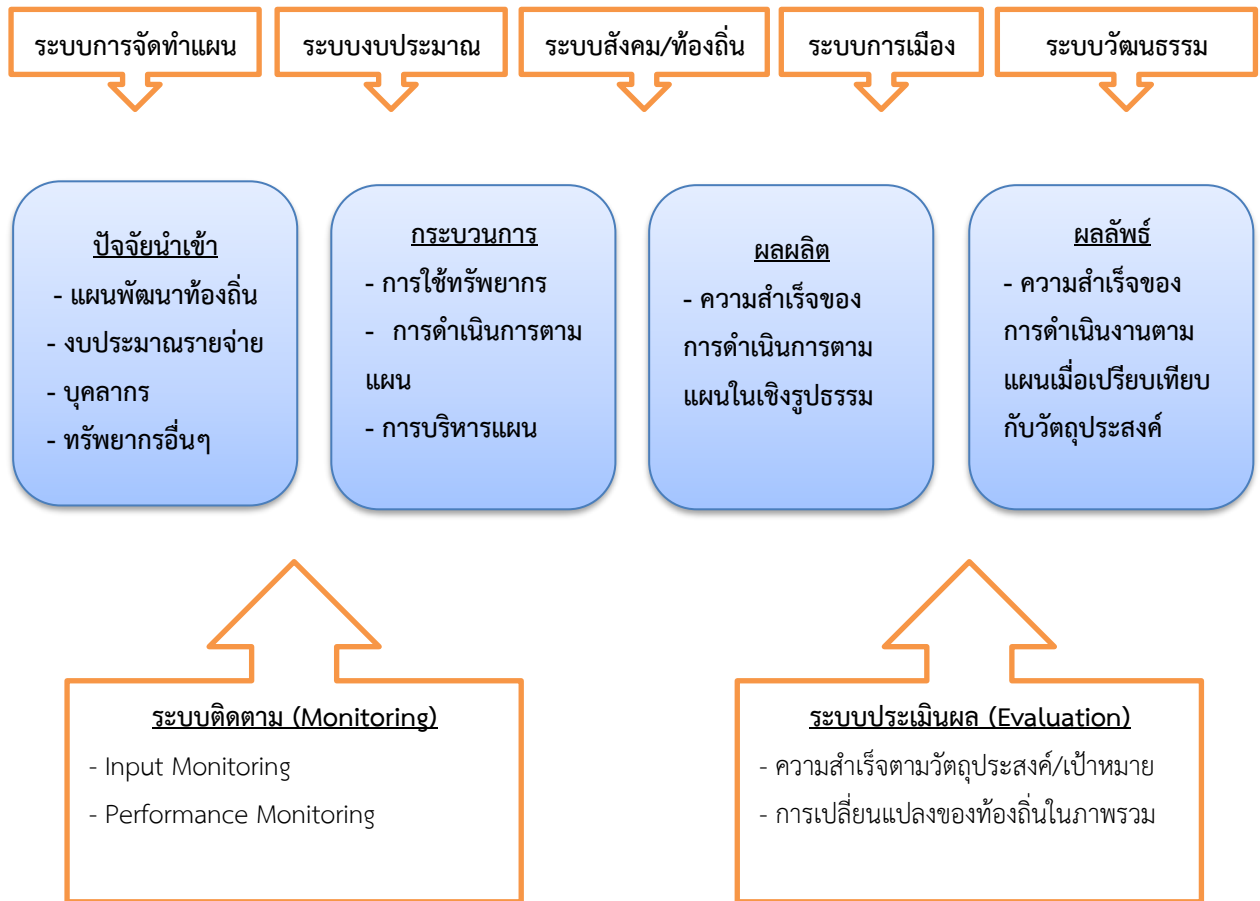 ระบบการจัดทำแผน
ระบบงบประมาณ
ระบบสังคม/ท้องถิ่น
ระบบการเมือง
ระบบวัฒนธรรม
ปัจจัยนำเข้า
- แผนพัฒนาท้องถิ่น
- งบประมาณรายจ่าย
- บุคลากร
- ทรัพยากรอื่นๆ
กระบวนการ
- การใช้ทรัพยากร
- การดำเนินการตาม
แผน
- การบริหารแผน
ผลผลิต
- ความสำเร็จของ
การดำเนินการตาม
แผนในเชิงรูปธรรม
ผลลัพธ์
- ความสำเร็จของ
การดำเนินงานตาม
แผนเมื่อเปรียบเทียบ
กับวัตถุประสงค์
ระบบติดตาม (Monitoring)
- Input Monitoring
- Performance Monitoring
ระบบประเมินผล (Evaluation)
- ความสำเร็จตามวัตถุประสงค์/เป้าหมาย
- การเปลี่ยนแปลงของท้องถิ่นในภาพรวม